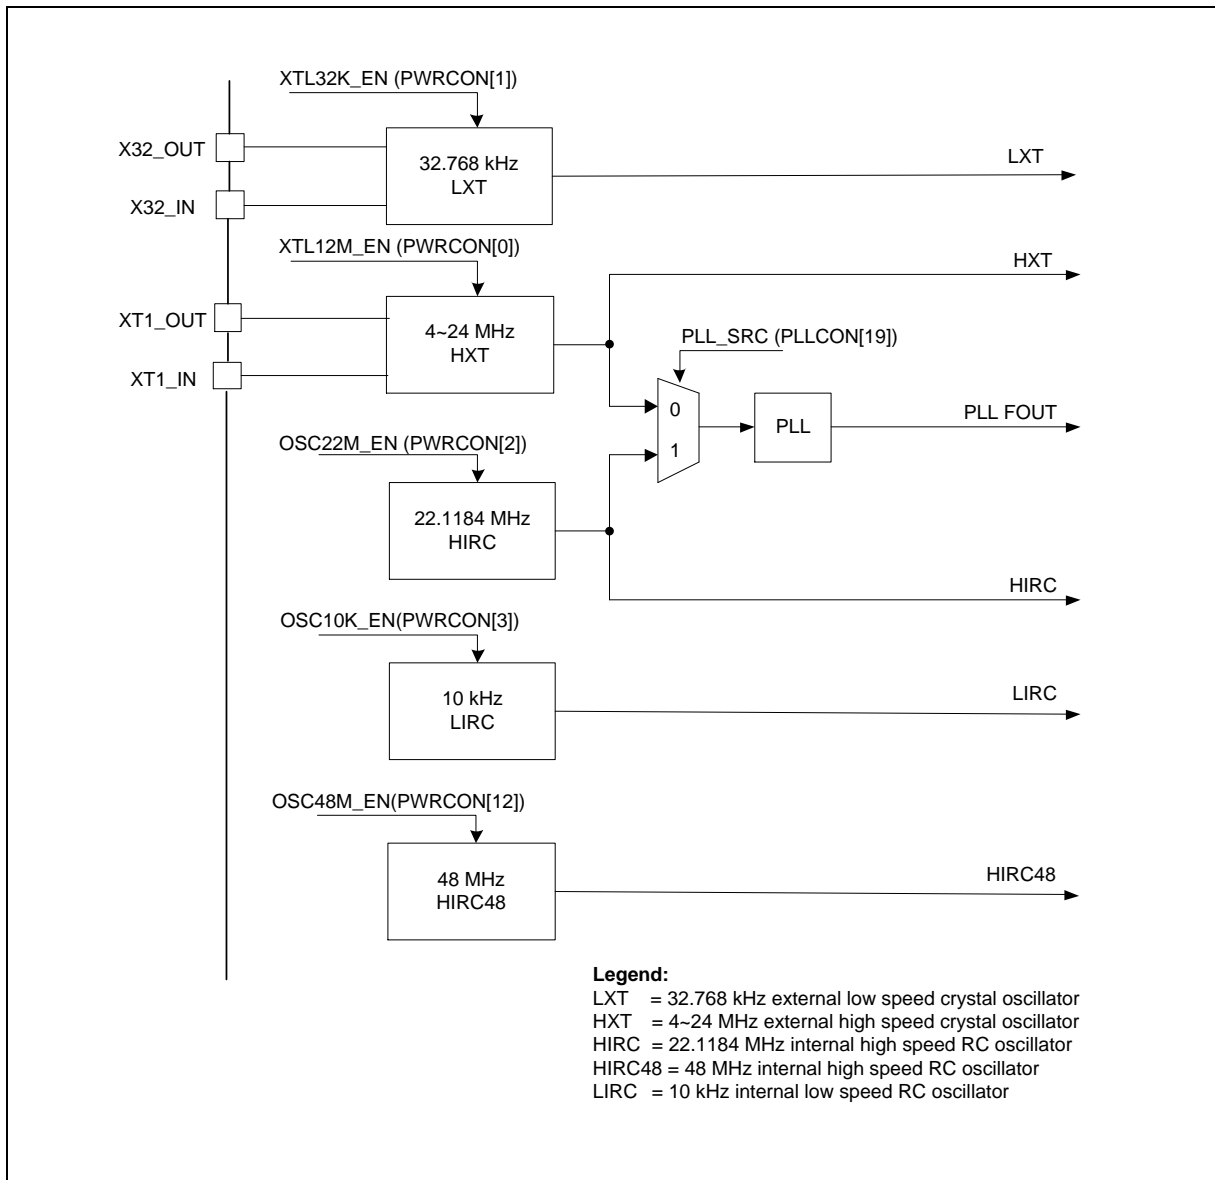 XTL32K_EN (PWRCON[1])
X32_OUT
X32_IN
32.768 kHz
LXT
LXT
XTL12M_EN (PWRCON[0])
XT1_OUT
XT1_IN
4~24 MHz
HXT
HXT
PLL_SRC (PLLCON[19])
0
1
PLL
PLL FOUT
OSC22M_EN (PWRCON[2])
22.1184 MHz
HIRC
HIRC
OSC10K_EN(PWRCON[3])
10 kHz
LIRC
LIRC
OSC48M_EN(PWRCON[12])
48 MHz
HIRC48
HIRC48
Legend:
LXT = 32.768 kHz external low speed crystal oscillator
HXT = 4~24 MHz external high speed crystal oscillator
HIRC = 22.1184 MHz internal high speed RC oscillator
HIRC48 = 48 MHz internal high speed RC oscillator
LIRC = 10 kHz internal low speed RC oscillator